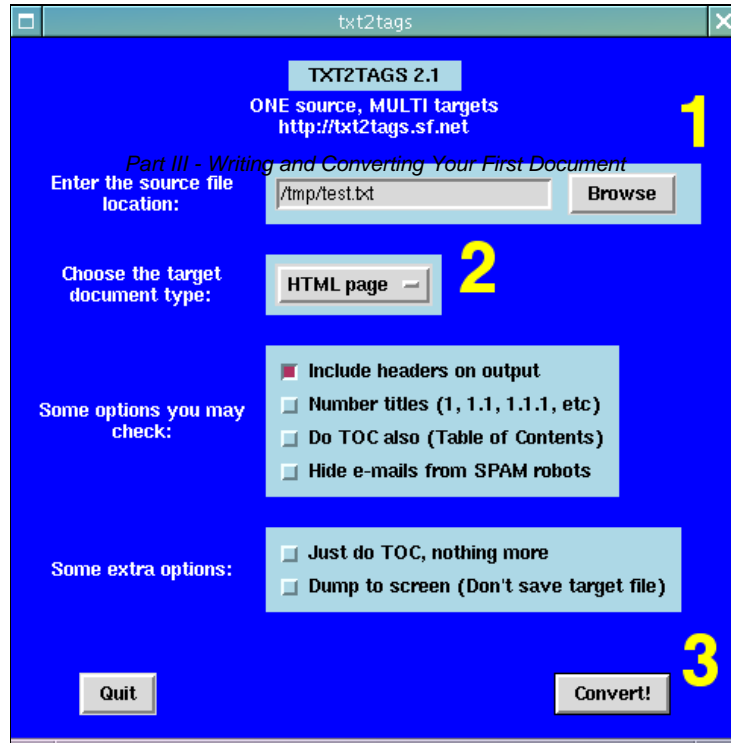 txt2tags
TXT2TAGS 2.1
ONE source, MULTI targets
http://txt2tags.sf.net
1
Part III - Writing and Converting Your First Document
Enter the source file
location:
/tmp/test.txt
Browse
2
Choose the target
document type:
HTML page
Some options you may
check:
Include headers on output
Number titles (1, 1.1, 1.1.1, etc)
Do TOC also (Table of Contents)
Hide e-mails from SPAM robots
Some extra options:
Just do TOC, nothing more
Dump to screen (Don't save target file)
3
Quit
Convert!